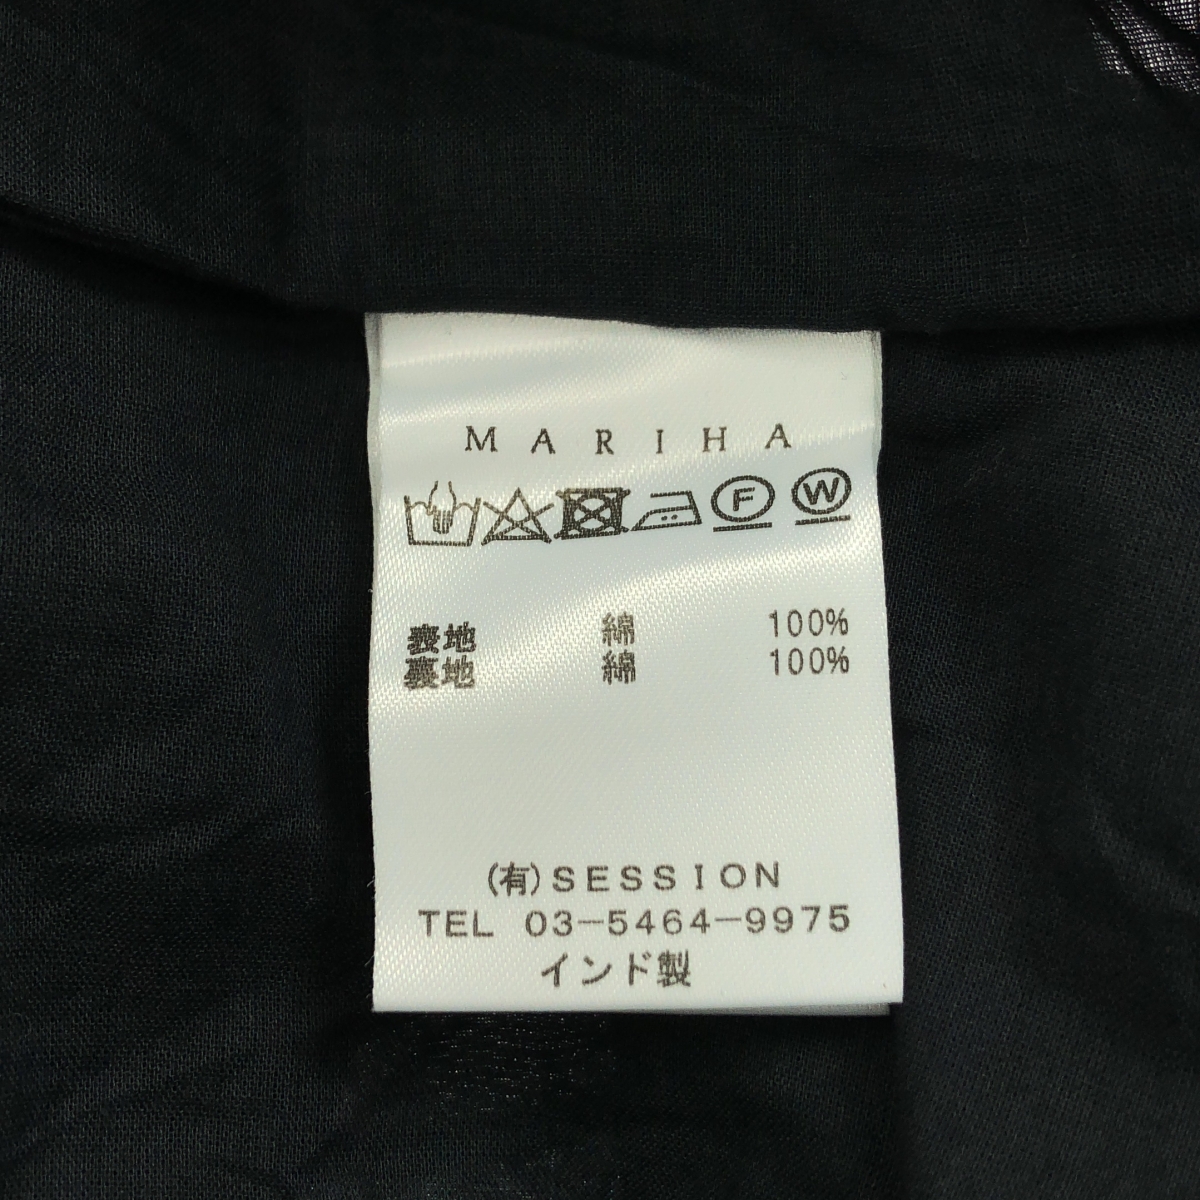 MARIHA
F W
表地 綿 100%
裏地 綿 100%
(有)SESSION
TEL 03-5464-9975
インド製